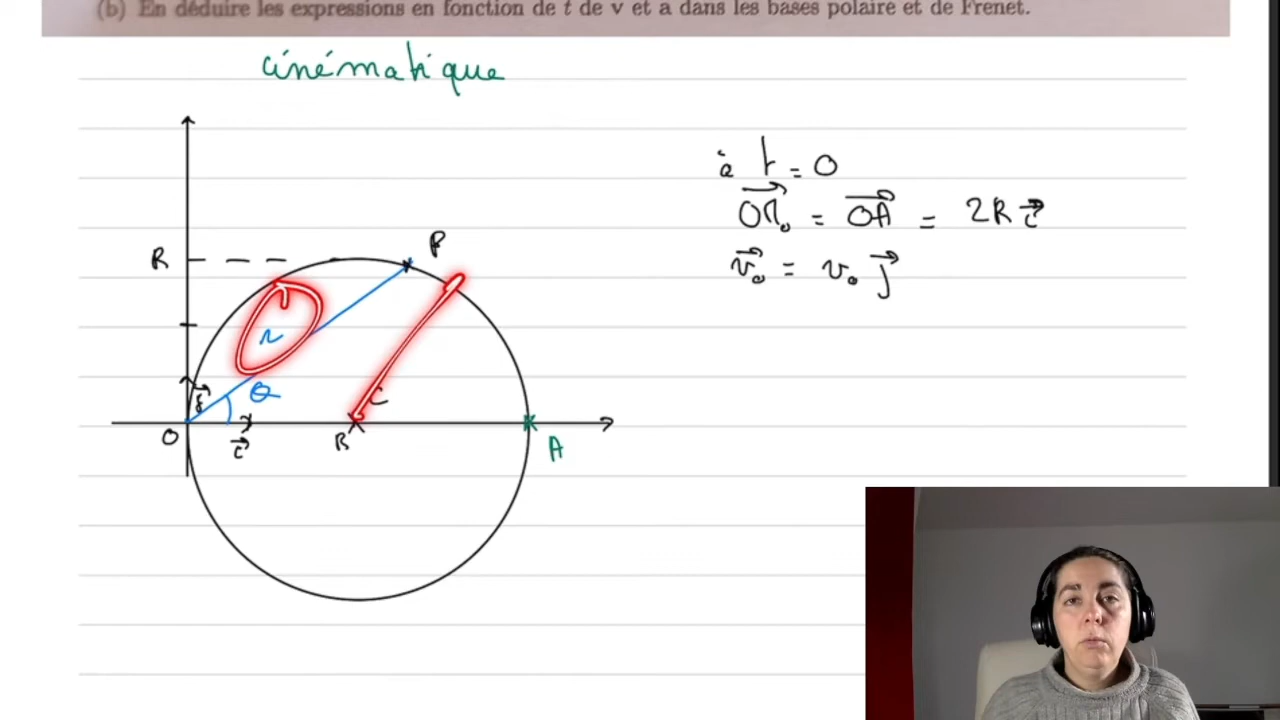 (b) En déduire les expressions en fonction de t de v et a dans les bases polaire et de Frenet.
cinématique
à t = 0
OM₀ = OA = 2R i
v₀ = v₀ j
P
R
r
θ
j
C
O
i
B
A